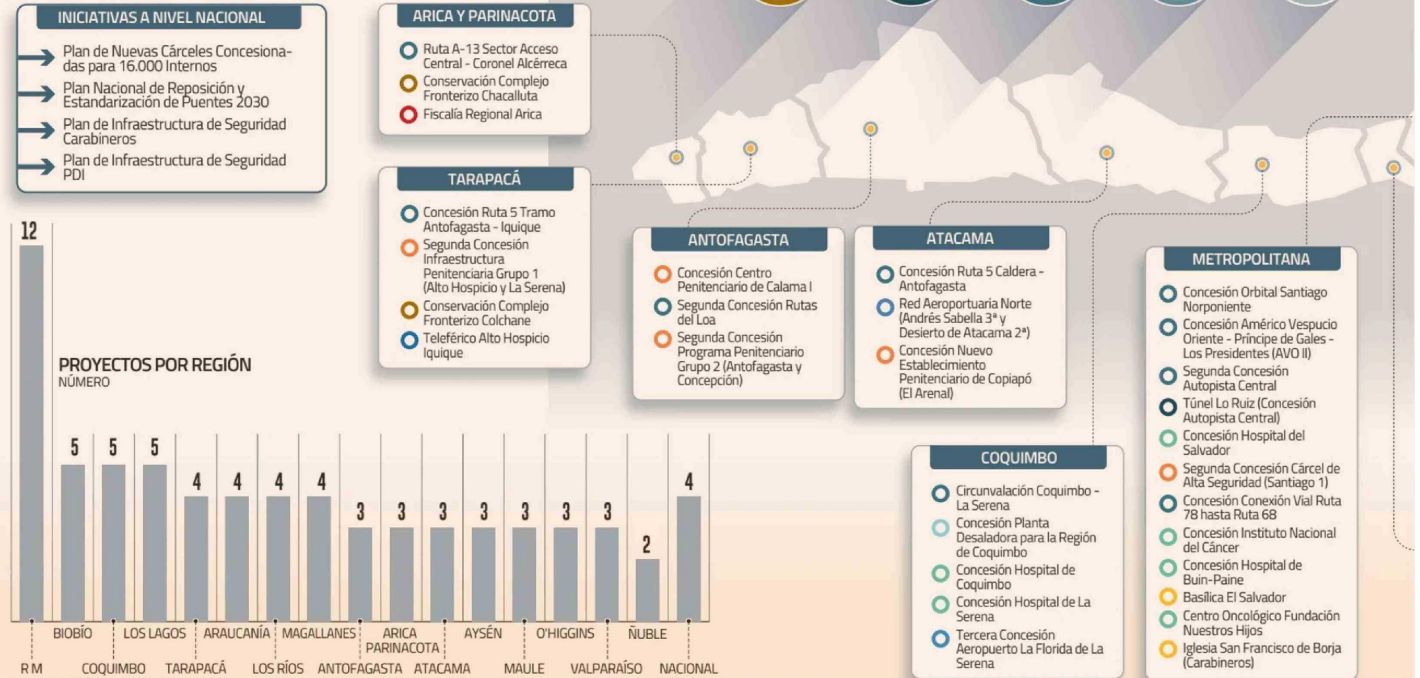 INICIATIVAS A NIVEL NACIONAL
Plan de Nuevas Cárceles Concesiona-
das para 16.000 Internos
Plan Nacional de Reposición y
Estandarización de Puentes 2030
Plan de Infraestructura de Seguridad
Carabineros
Plan de Infraestructura de Seguridad
PDI
ARICA Y PARINACOTA
Ruta A-13 Sector Acceso
Central - Coronel Alcérreca
Conservación Complejo
Fronterizo Chacalluta
Fiscalía Regional Arica
TARAPACÁ
Concesión Ruta 5 Tramo
Antofagasta - Iquique
Segunda Concesión
Infraestructura
Penitenciaria Grupo 1
(Alto Hospicio y La Serena)
Conservación Complejo
Fronterizo Colchane
Teleférico Alto Hospicio
Iquique
ANTOFAGASTA
Concesión Centro
Penitenciario de Calama I
Segunda Concesión Rutas
del Loa
Segunda Concesión
Programa Penitenciario
Grupo 2 (Antofagasta y
Concepción)
ATACAMA
Concesión Ruta 5 Caldera -
Antofagasta
Red Aeroportuaria Norte
(Andrés Sabella 3ª y
Desierto de Atacama 2ª)
Concesión Nuevo
Establecimiento
Penitenciario de Copiapó
(El Arenal)
COQUIMBO
Circunvalación Coquimbo -
La Serena
Concesión Planta
Desaladora para la Región
de Coquimbo
Concesión Hospital de
Coquimbo
Concesión Hospital de La
Serena
Tercera Concesión
Aeropuerto La Florida de La
Serena
METROPOLITANA
Concesión Orbital Santiago
Norponiente
Concesión Américo Vespucio
Oriente - Príncipe de Gales -
Los Presidentes (AVO II)
Segunda Concesión
Autopista Central
Túnel Lo Ruiz (Concesión
Autopista Central)
Concesión Hospital del
Salvador
Segunda Concesión Cárcel de
Alta Seguridad (Santiago 1)
Concesión Conexión Vial Ruta
78 hasta Ruta 68
Concesión Instituto Nacional
del Cáncer
Concesión Hospital de
Buin-Paine
Basílica El Salvador
Centro Oncológico Fundación
Nuestros Hijos
Iglesia San Francisco de Borja
(Carabineros)
PROYECTOS POR REGIÓN
NÚMERO
12 5 5 5 4 4 4 4 3 3 3 3 3 3 3 2 4
BIOBÍO LOS LAGOS ARAUCANÍA MAGALLANES ARICA AYSÉN O'HIGGINS ÑUBLE
PARINACOTA
R M COQUIMBO TARAPACÁ LOS RÍOS ANTOFAGASTA ATACAMA MAULE VALPARAÍSO NACIONAL